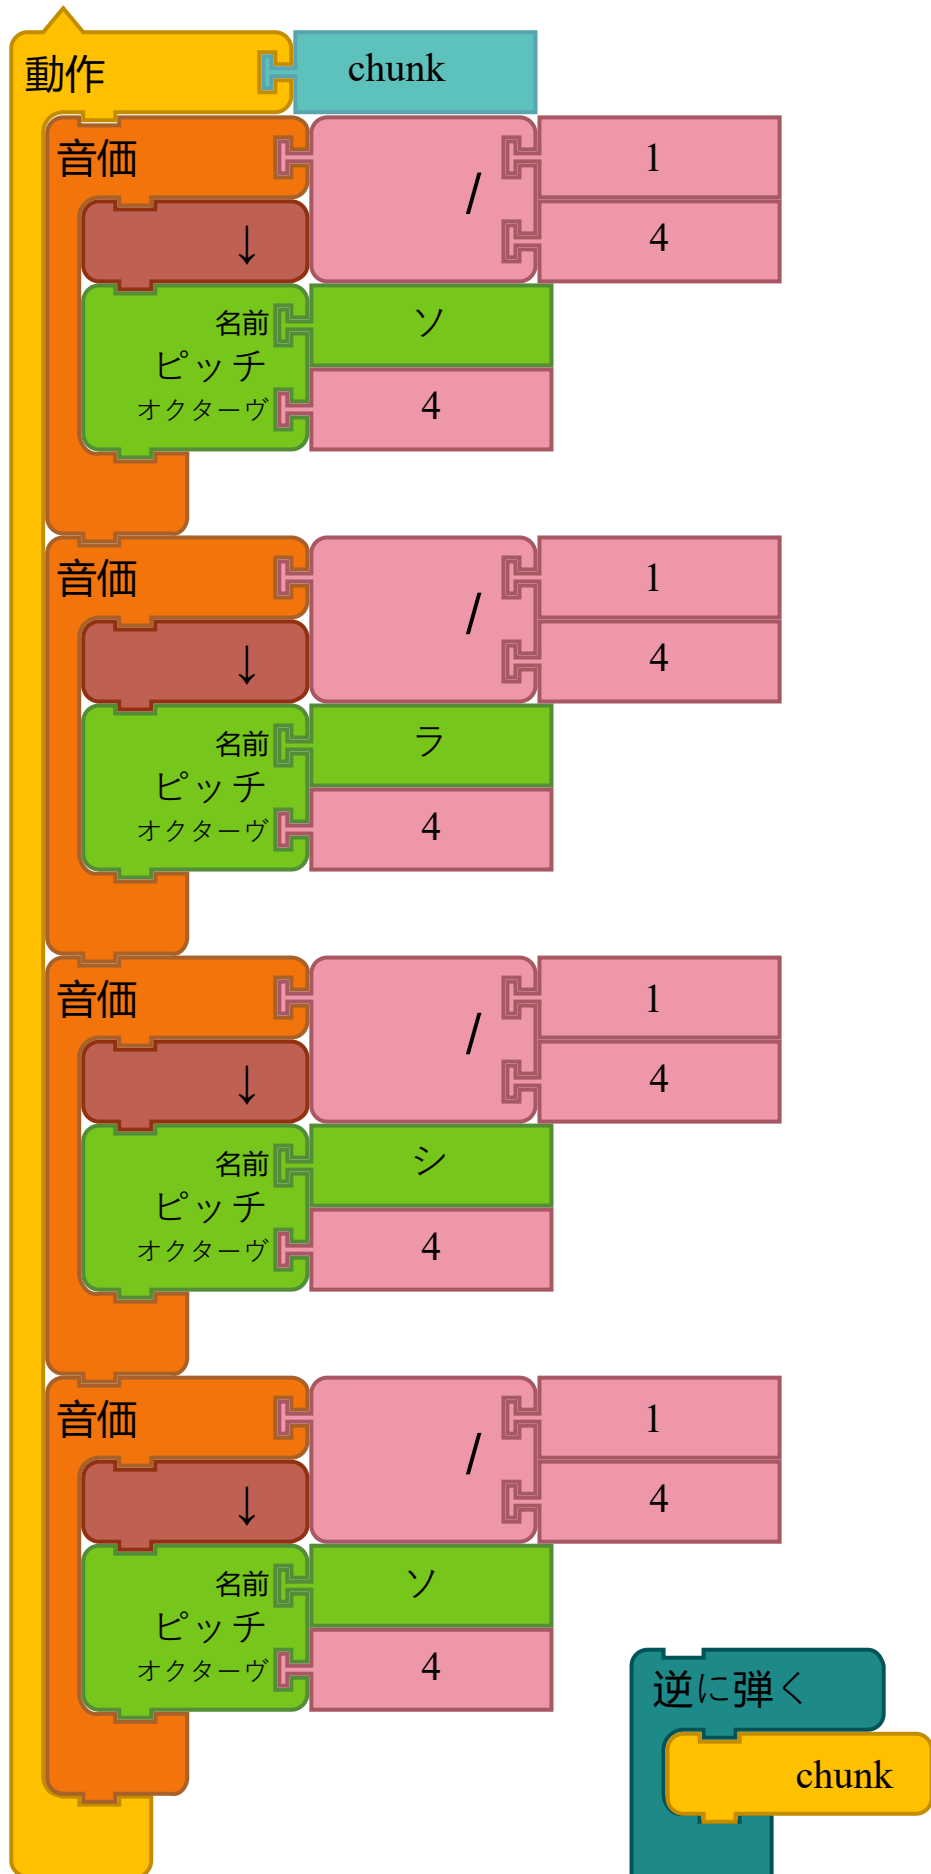 動作 chunk
音価 / 1
4
↓
名前 ソ
ピッチ
オクターヴ 4
音価 / 1
4
↓
名前 ラ
ピッチ
オクターヴ 4
音価 / 1
4
↓
名前 シ
ピッチ
オクターヴ 4
音価 / 1
4
↓
名前 ソ
ピッチ
オクターヴ 4
逆に弾く
chunk